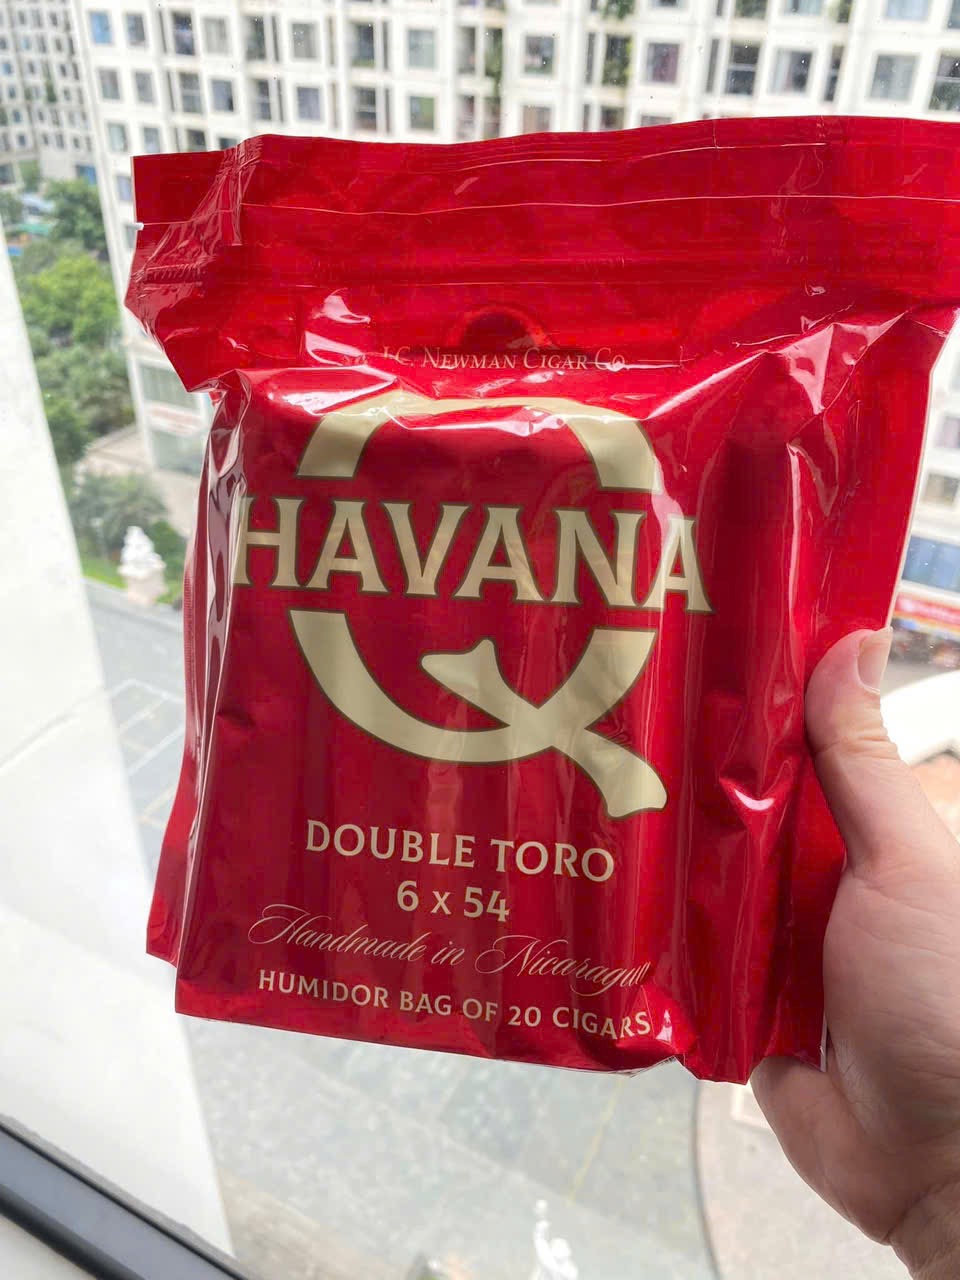 J.C. NEWMAN CIGAR CO.
HAVANA
Q
DOUBLE TORO
6 x 54
Handmade in Nicaragua
HUMIDOR BAG OF 20 CIGARS